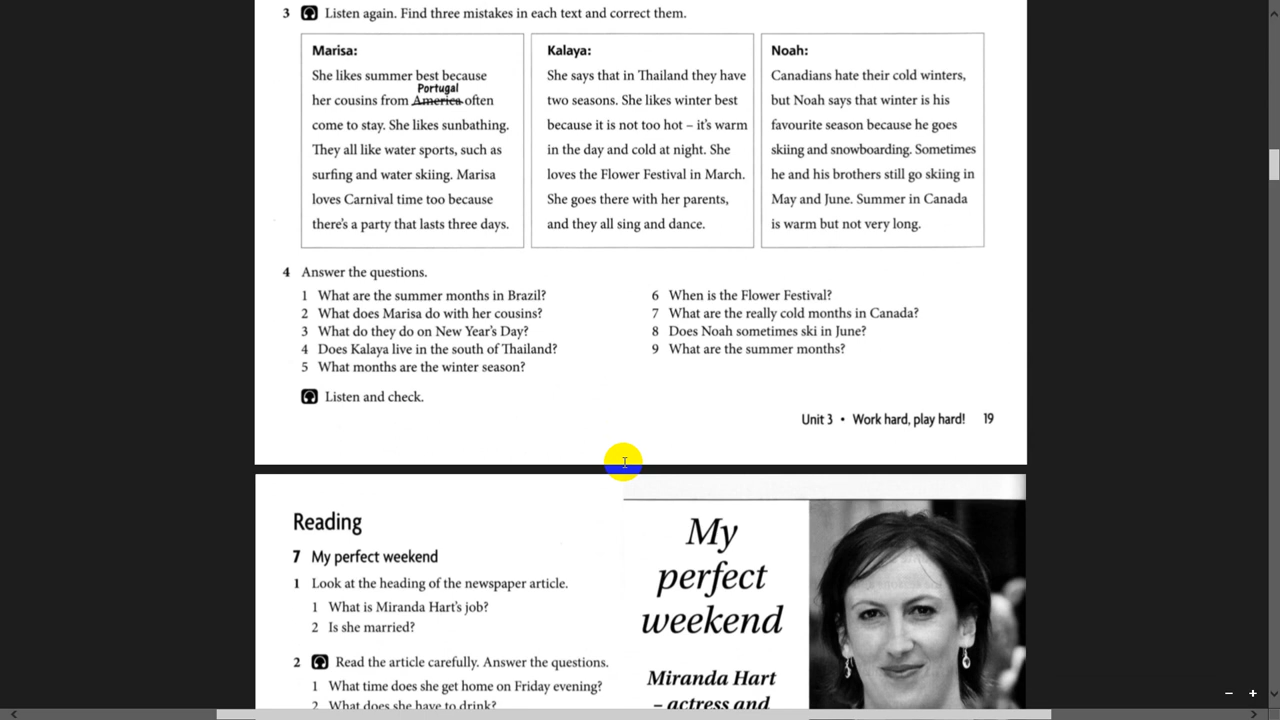 3 Listen again. Find three mistakes in each text and correct them.
Marisa:
She likes summer best because
Portugal
her cousins from America often
come to stay. She likes sunbathing.
They all like water sports, such as
surfing and water skiing. Marisa
loves Carnival time too because
there's a party that lasts three days.
Kalaya:
She says that in Thailand they have
two seasons. She likes winter best
because it is not too hot – it's warm
in the day and cold at night. She
loves the Flower Festival in March.
She goes there with her parents,
and they all sing and dance.
Noah:
Canadians hate their cold winters,
but Noah says that winter is his
favourite season because he goes
skiing and snowboarding. Sometimes
he and his brothers still go skiing in
May and June. Summer in Canada
is warm but not very long.
4 Answer the questions.
1 What are the summer months in Brazil?
2 What does Marisa do with her cousins?
3 What do they do on New Year's Day?
4 Does Kalaya live in the south of Thailand?
5 What months are the winter season?
6 When is the Flower Festival?
7 What are the really cold months in Canada?
8 Does Noah sometimes ski in June?
9 What are the summer months?
Listen and check.
Unit 3 • Work hard, play hard! 19
Reading
7 My perfect weekend
1 Look at the heading of the newspaper article.
1 What is Miranda Hart's job?
2 Is she married?
2 Read the article carefully. Answer the questions.
1 What time does she get home on Friday evening?
2 What does she have to drink?
My
perfect
weekend
Miranda Hart
– actress and